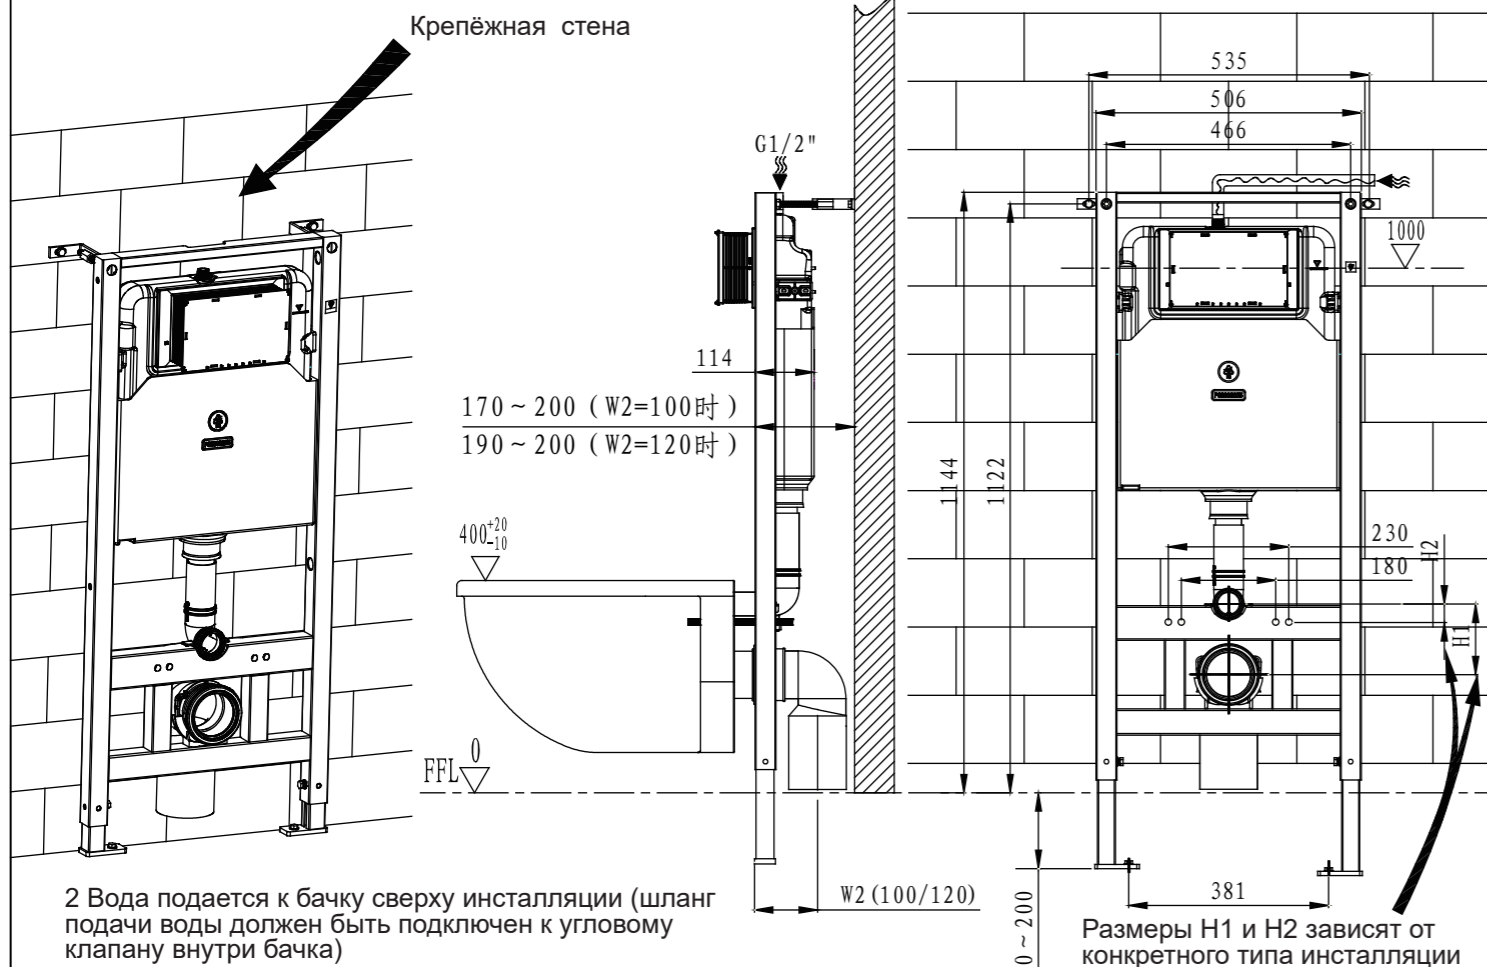 Крепёжная стена
G1/2"
114
170～200（W2=100时）
190～200（W2=120时）
400 +20 -10
FFL 0
W2(100/120)
535
506
466
1000
1144
1122
230
H2
180
H1
381
0～200
2 Вода подается к бачку сверху инсталляции (шланг
подачи воды должен быть подключен к угловому
клапану внутри бачка)
Размеры H1 и H2 зависят от
конкретного типа инсталляции